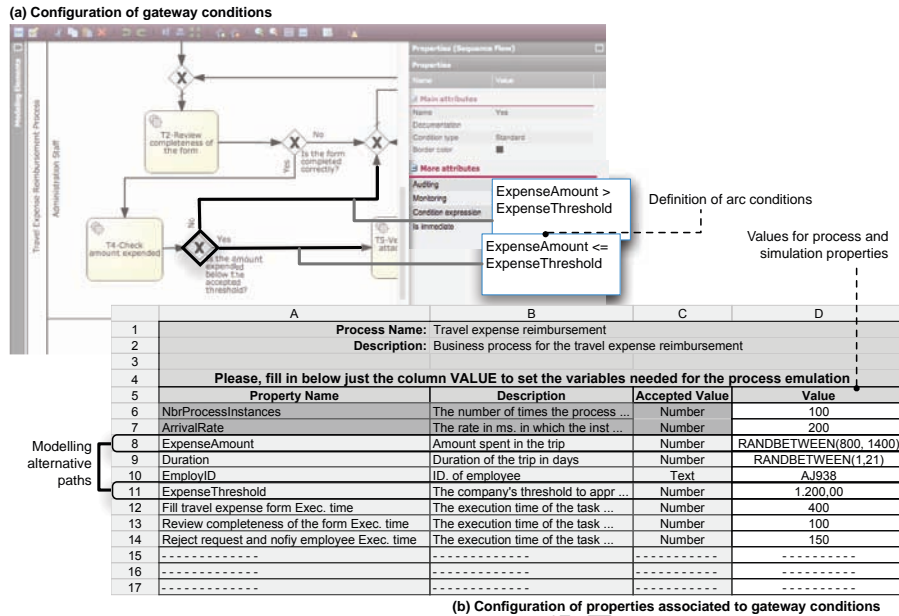 (a) Configuration of gateway conditions
Modeling Elements
Travel Expense Reimbursement Process
Administration Staff
T2-Review
completeness of
the form
No
Is the form
completed
correctly?
Yes
T4-Check
amount expended
No
Yes
Is the amount
expended
below the
accepted
threshold?
Properties (Sequence Flow)
Properties
Name Value
Main attributes
Name Yes
Documentation
Condition type Standard
Border color
More attributes
Auditing
Monitoring
Condition expression
Is immediate
ExpenseAmount >
ExpenseThreshold
ExpenseAmount <=
ExpenseThreshold
Definition of arc conditions
Values for process and
simulation properties
A B C D
1 Process Name: Travel expense reimbursement
2 Description: Business process for the travel expense reimbursement
3
4 Please, fill in below just the column VALUE to set the variables needed for the process emulation
5 Property Name Description Accepted Value Value
6 NbrProcessInstances The number of times the process ... Number 100
7 ArrivalRate The rate in ms. in which the inst ... Number 200
8 ExpenseAmount Amount spent in the trip Number RANDBETWEEN(800, 1400)
9 Duration Duration of the trip in days Number RANDBETWEEN(1,21)
10 EmployID ID. of employee Text AJ938
11 ExpenseThreshold The company's threshold to appr ... Number 1.200,00
12 Fill travel expense form Exec. time The execution time of the task ... Number 400
13 Review completeness of the form Exec. time The execution time of the task ... Number 100
14 Reject request and nofiy employee Exec. time The execution time of the task ... Number 150
15
16
17
Modelling
alternative
paths
(b) Configuration of properties associated to gateway conditions